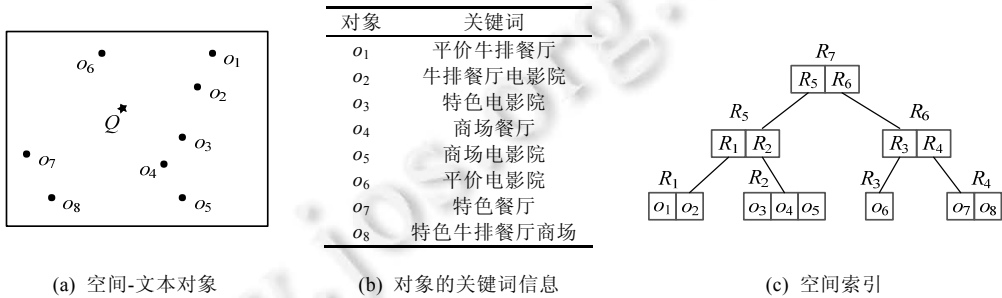 o6
o1
o2
Q
o3
o7
o4
o8
o5
(a) 空间-文本对象
对象 关键词
o1 平价牛排餐厅
o2 牛排餐厅电影院
o3 特色电影院
o4 商场餐厅
o5 商场电影院
o6 平价电影院
o7 特色餐厅
o8 特色牛排餐厅商场
(b) 对象的关键词信息
R7
R5 R6
R5 R6
R1 R2 R3 R4
R1 R2 R3 R4
o1 o2 o3 o4 o5 o6 o7 o8
(c) 空间索引
www.jos.org.